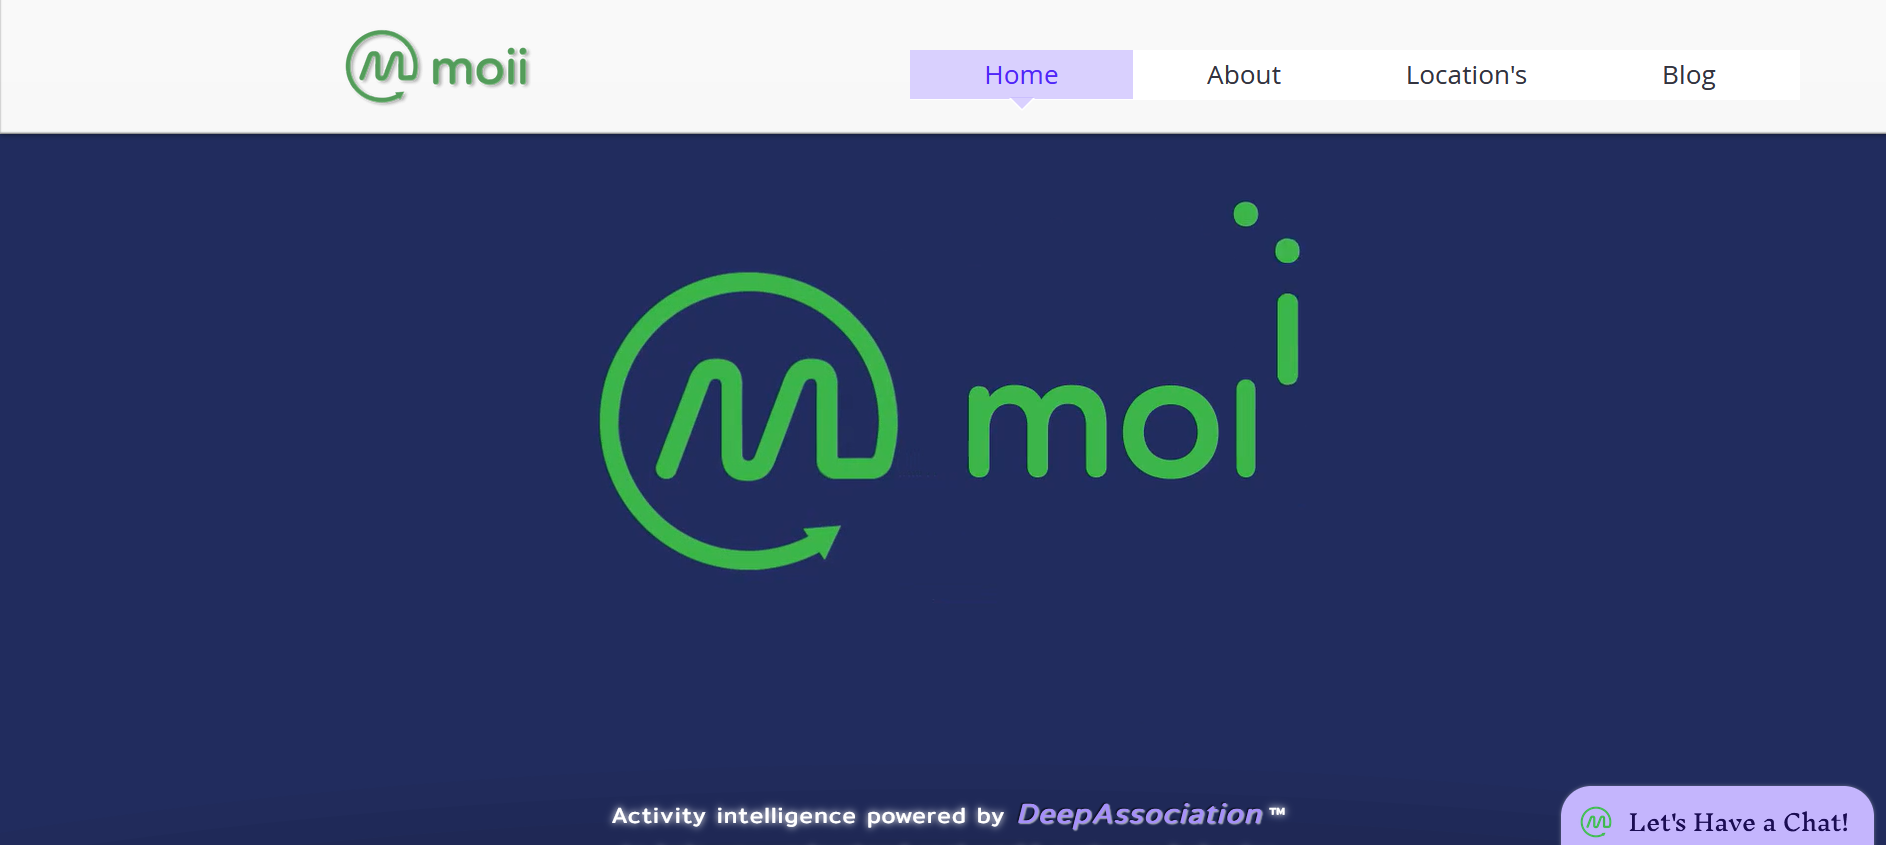 moii
Home
About
Location's
Blog
moii
Activity intelligence powered by DeepAssociation™
Let's Have a Chat!